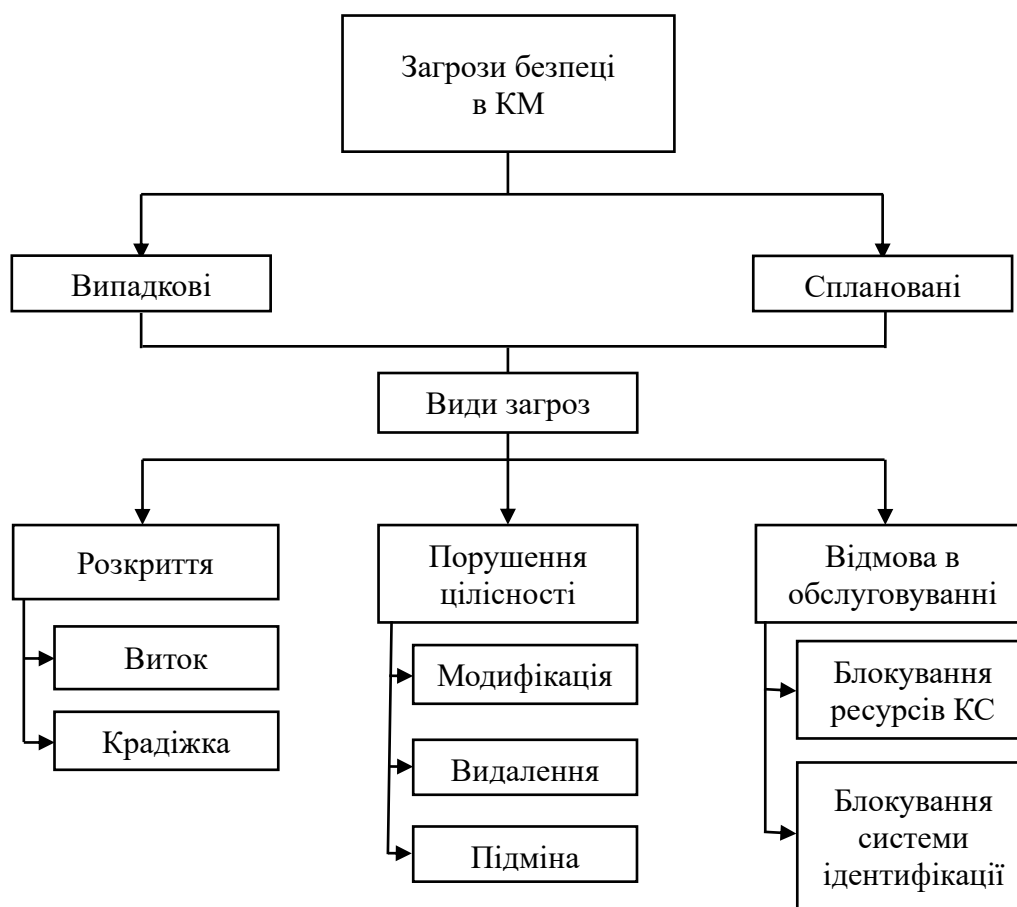 Загрози безпеці
в КМ
Випадкові
Сплановані
Види загроз
Розкриття
Виток
Крадіжка
Порушення
цілісності
Модифікація
Видалення
Підміна
Відмова в
обслуговуванні
Блокування
ресурсів КС
Блокування
системи
ідентифікації